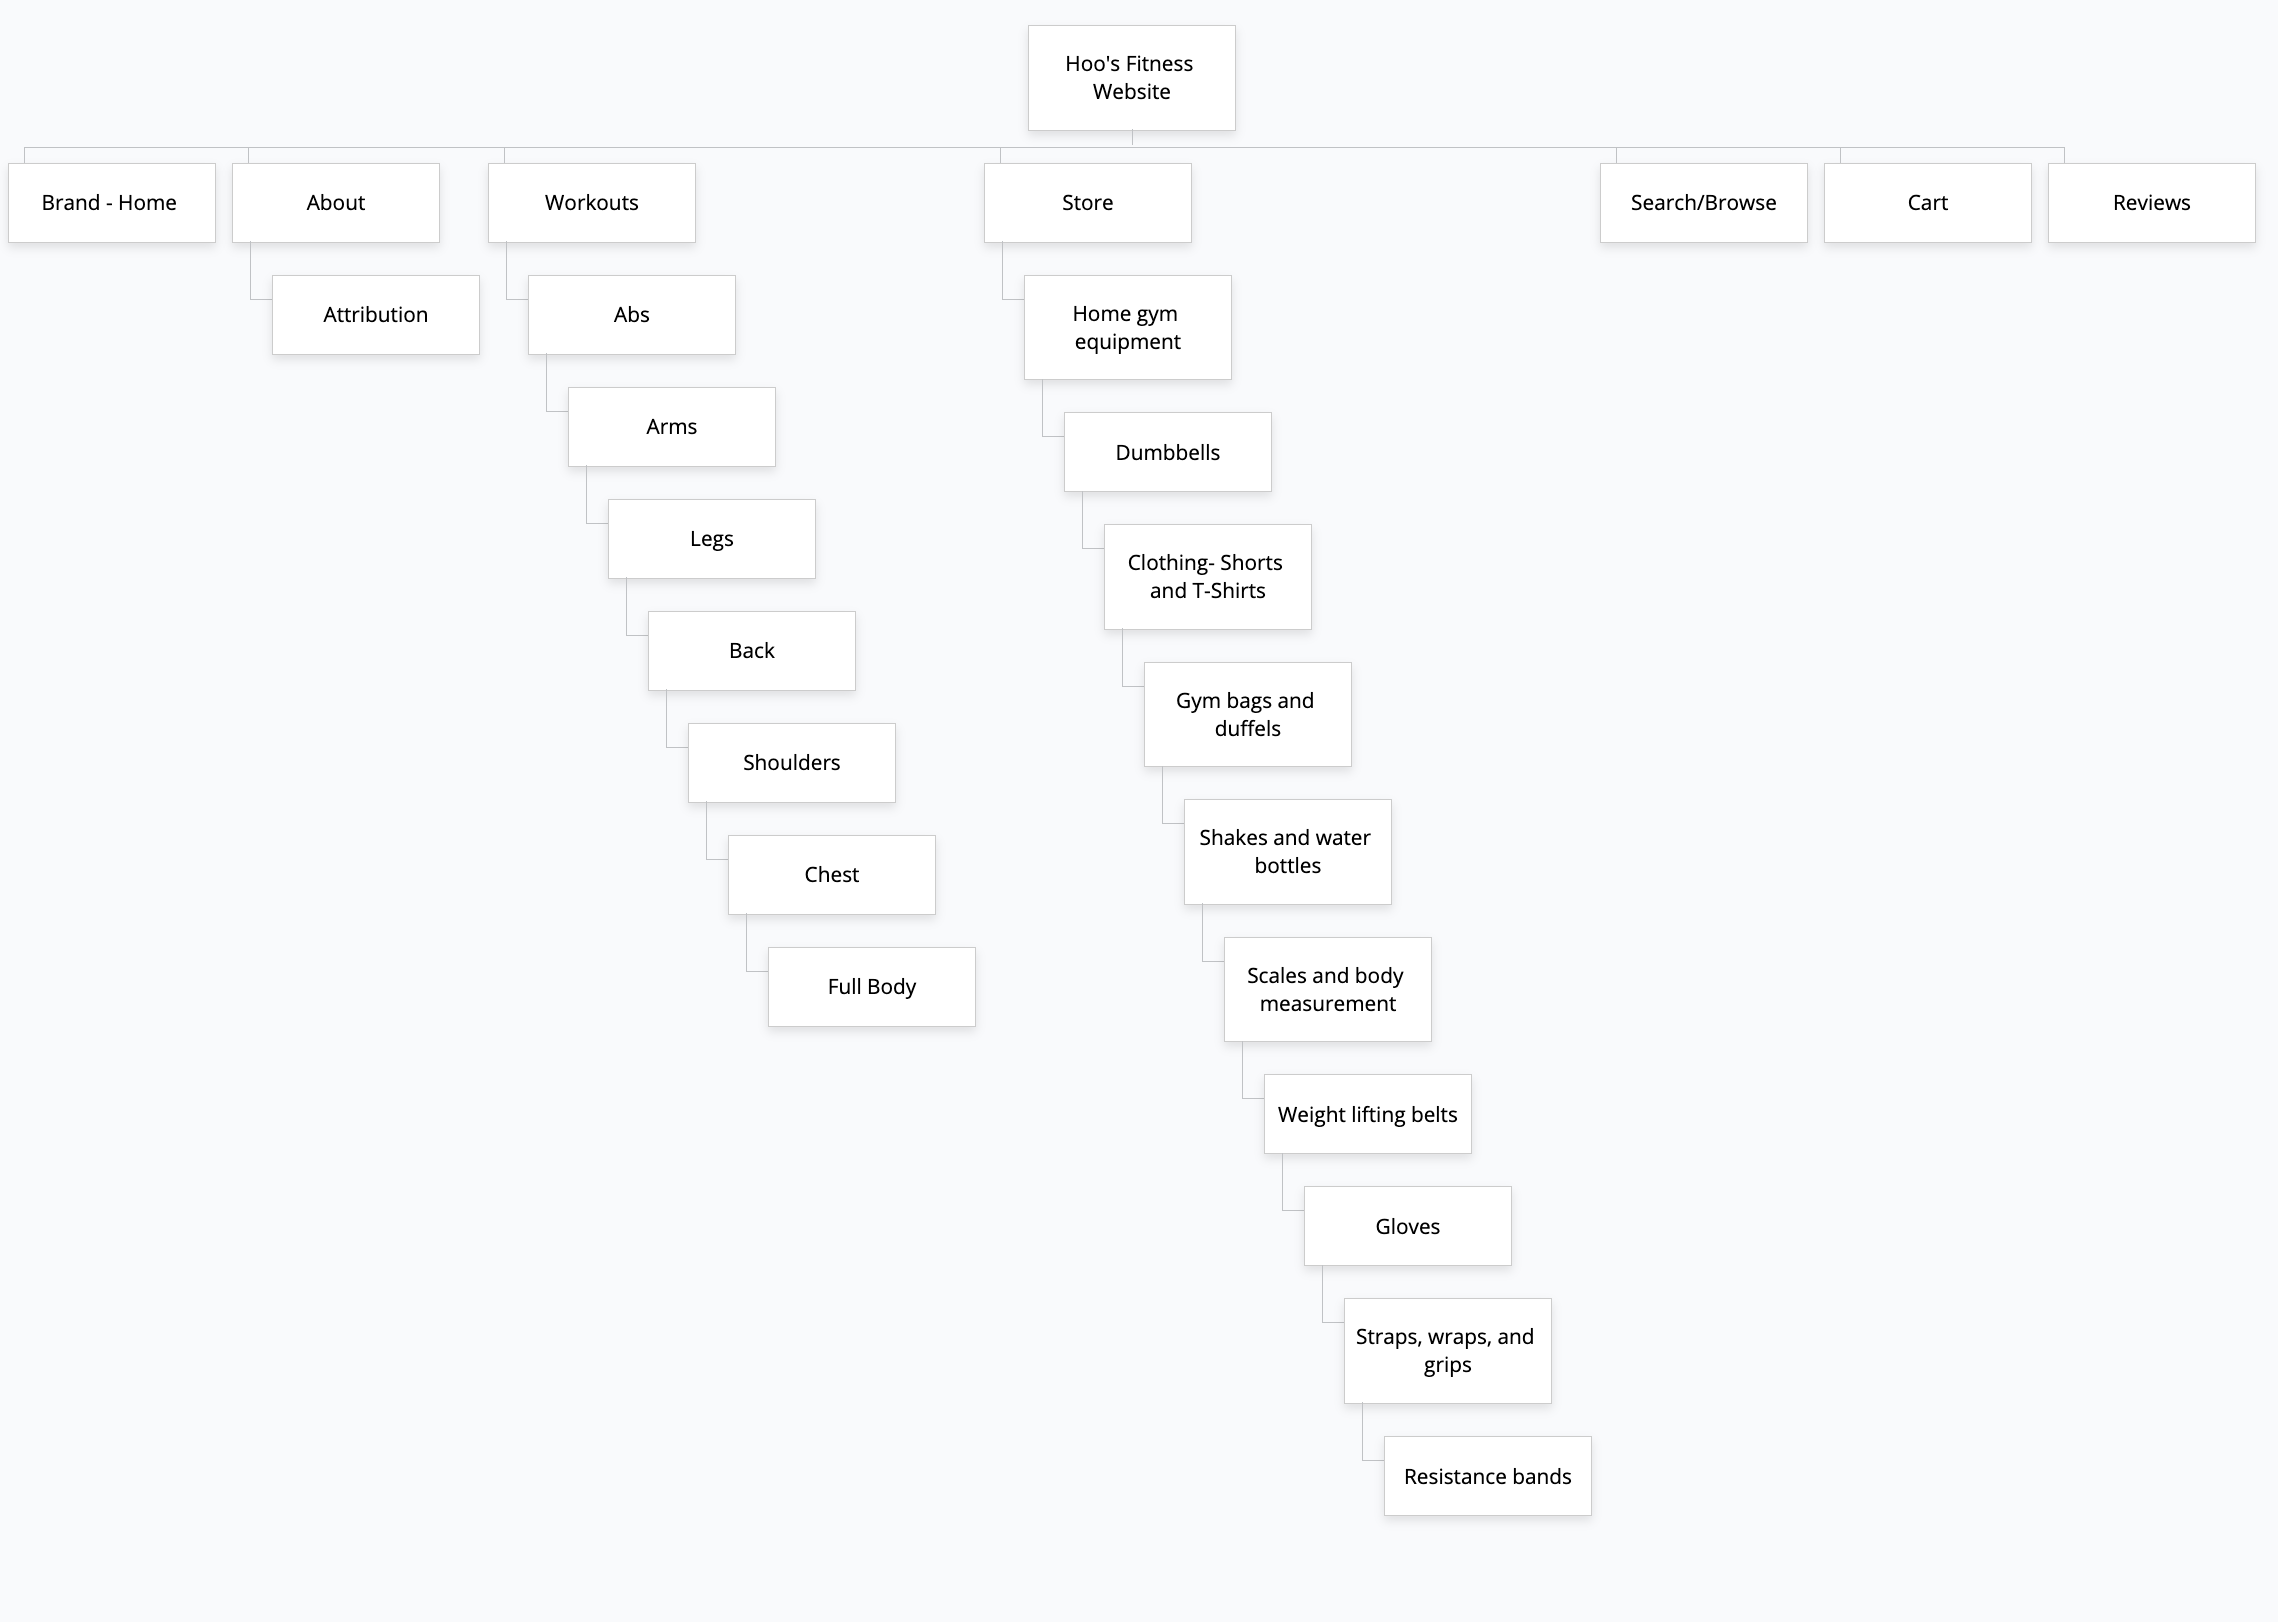 Hoo's Fitness
Website
Brand - Home
About
Workouts
Store
Search/Browse
Cart
Reviews
Attribution
Abs
Arms
Legs
Back
Shoulders
Chest
Full Body
Home gym
equipment
Dumbbells
Clothing- Shorts
and T-Shirts
Gym bags and
duffels
Shakes and water
bottles
Scales and body
measurement
Weight lifting belts
Gloves
Straps, wraps, and
grips
Resistance bands